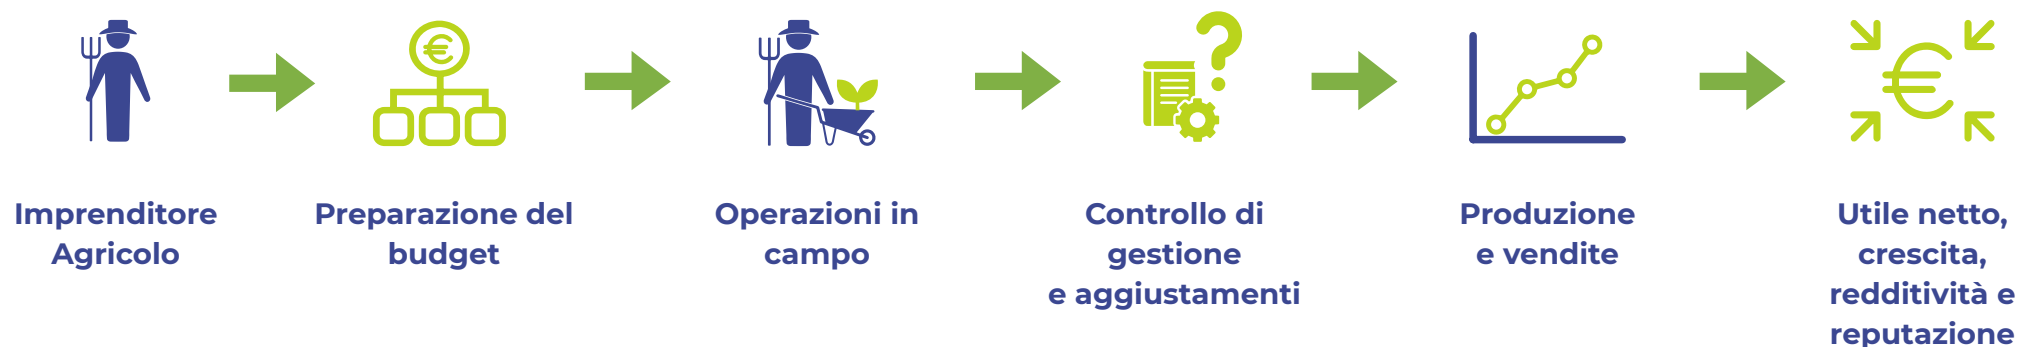 Imprenditore
Agricolo
Preparazione del
budget
Operazioni in
campo
Controllo di
gestione
e aggiustamenti
Produzione
e vendite
Utile netto,
crescita,
redditività e
reputazione